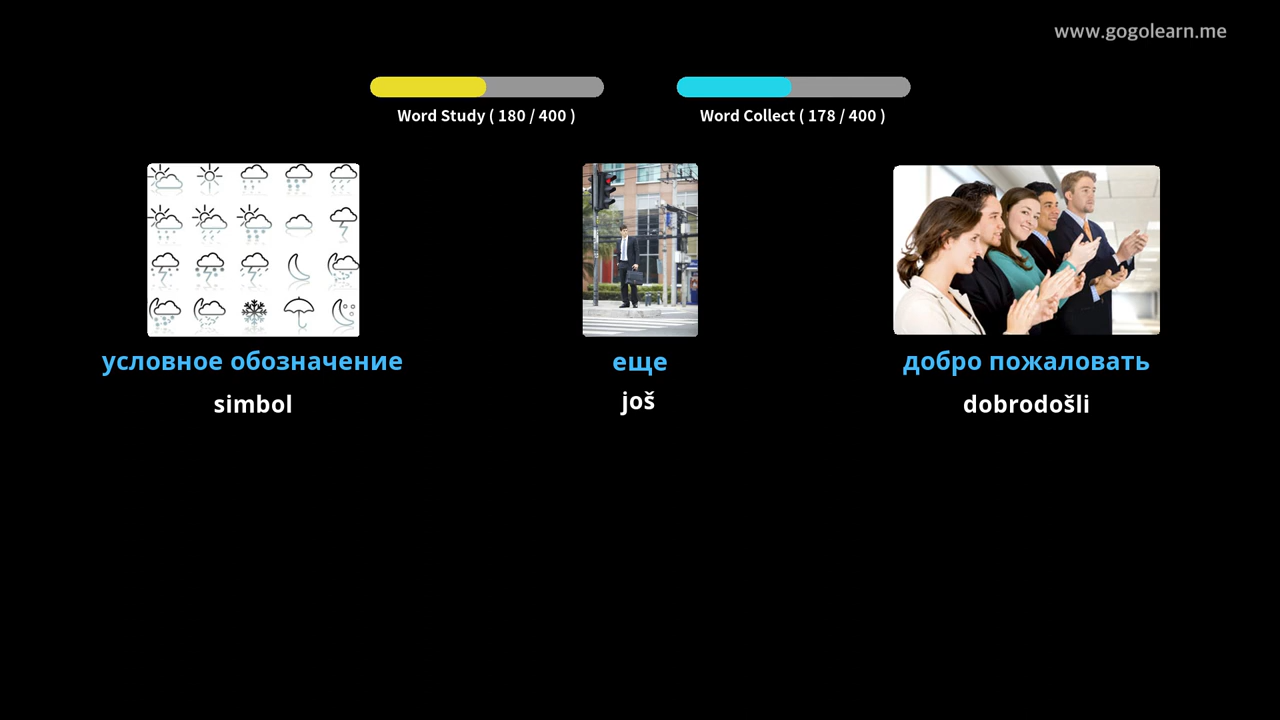 www.gogolearn.me
Word Study ( 180 / 400 )
Word Collect ( 178 / 400 )
условное обозначение
еще
добро пожаловать
simbol
još
dobrodošli